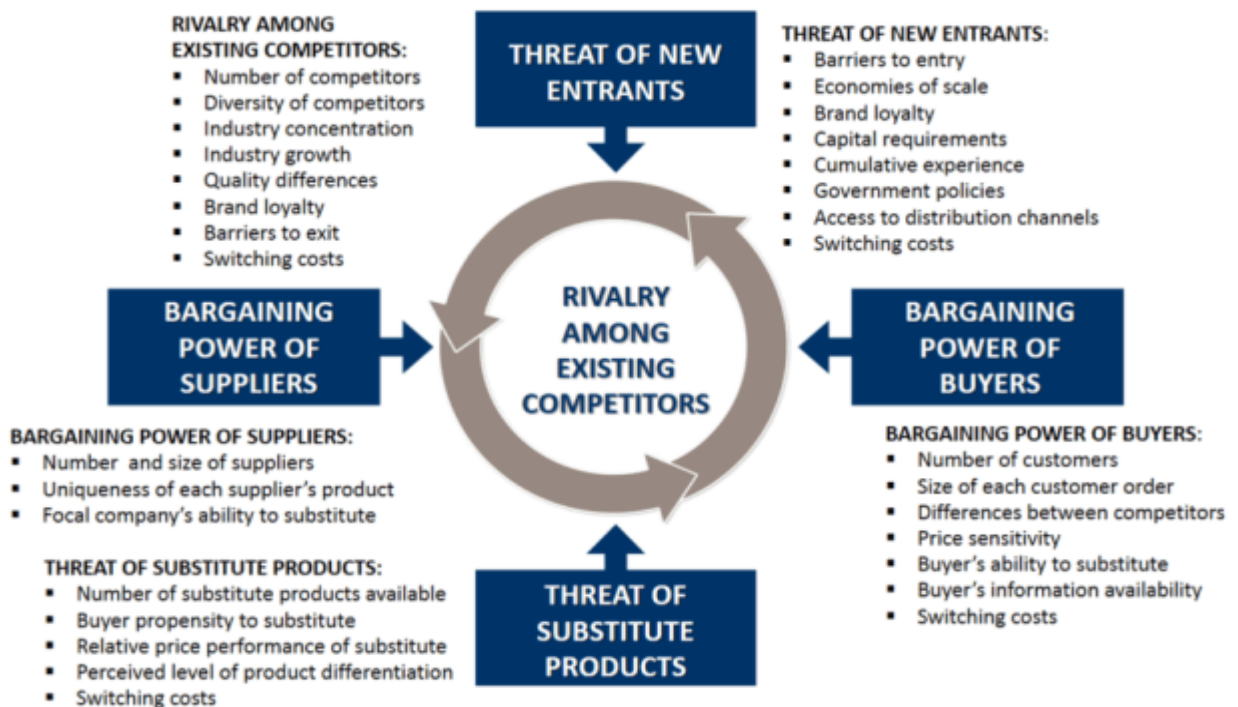 RIVALRY AMONG
EXISTING COMPETITORS:
▪ Number of competitors
▪ Diversity of competitors
▪ Industry concentration
▪ Industry growth
▪ Quality differences
▪ Brand loyalty
▪ Barriers to exit
▪ Switching costs
THREAT OF NEW
ENTRANTS
THREAT OF NEW ENTRANTS:
▪ Barriers to entry
▪ Economies of scale
▪ Brand loyalty
▪ Capital requirements
▪ Cumulative experience
▪ Government policies
▪ Access to distribution channels
▪ Switching costs
BARGAINING
POWER OF
SUPPLIERS
RIVALRY
AMONG
EXISTING
COMPETITORS
BARGAINING
POWER OF
BUYERS
BARGAINING POWER OF SUPPLIERS:
▪ Number and size of suppliers
▪ Uniqueness of each supplier's product
▪ Focal company's ability to substitute
BARGAINING POWER OF BUYERS:
▪ Number of customers
▪ Size of each customer order
▪ Differences between competitors
▪ Price sensitivity
▪ Buyer's ability to substitute
▪ Buyer's information availability
▪ Switching costs
THREAT OF SUBSTITUTE PRODUCTS:
▪ Number of substitute products available
▪ Buyer propensity to substitute
▪ Relative price performance of substitute
▪ Perceived level of product differentiation
▪ Switching costs
THREAT OF
SUBSTITUTE
PRODUCTS